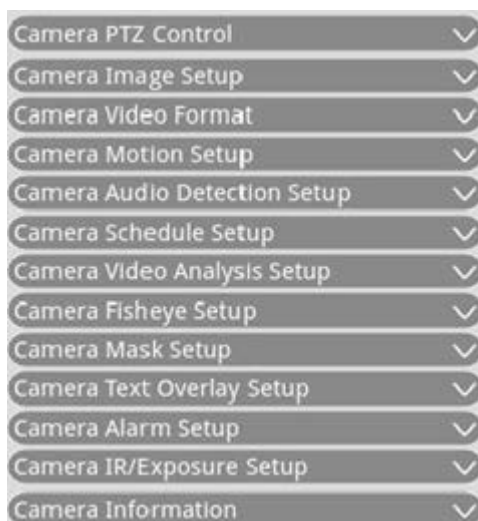 Camera PTZ Control
Camera Image Setup
Camera Video Format
Camera Motion Setup
Camera Audio Detection Setup
Camera Schedule Setup
Camera Video Analysis Setup
Camera Fisheye Setup
Camera Mask Setup
Camera Text Overlay Setup
Camera Alarm Setup
Camera IR/Exposure Setup
Camera Information